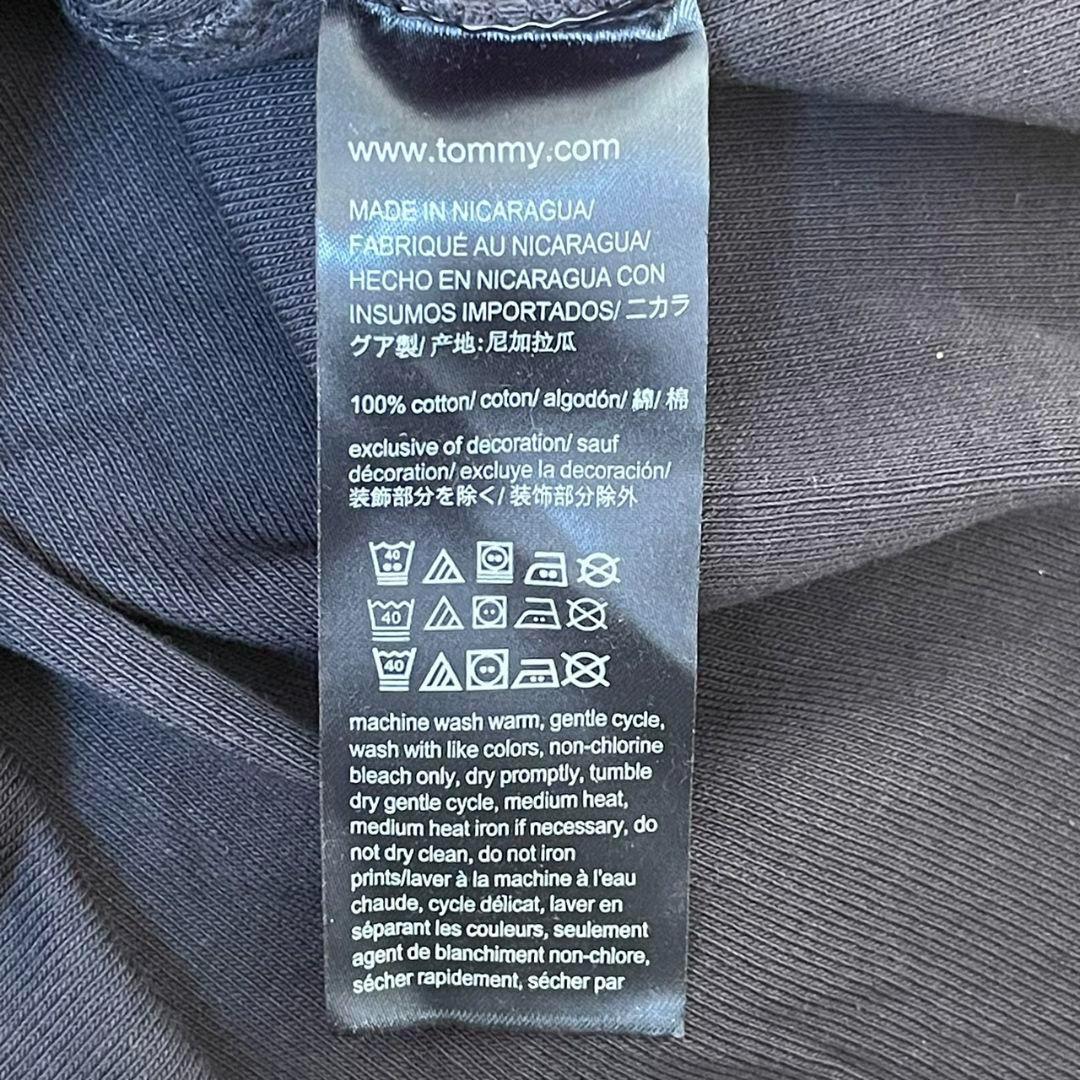 www.tommy.com
MADE IN NICARAGUA/
FABRIQUÉ AU NICARAGUA/
HECHO EN NICARAGUA CON
INSUMOS IMPORTADOS/ ニカラ
グア製/ 产地:尼加拉瓜
100% cotton/ coton/ algodón/ 綿/ 棉
exclusive of decoration/ sauf
décoration/ excluye la decoración/
装飾部分を除く/ 装饰部分除外
40
40
40
machine wash warm, gentle cycle,
wash with like colors, non-chlorine
bleach only, dry promptly, tumble
dry gentle cycle, medium heat,
medium heat iron if necessary, do
not dry clean, do not iron
prints/laver à la machine à l'eau
chaude, cycle délicat, laver en
séparant les couleurs, seulement
agent de blanchiment non-chlore,
sécher rapidement, sécher par